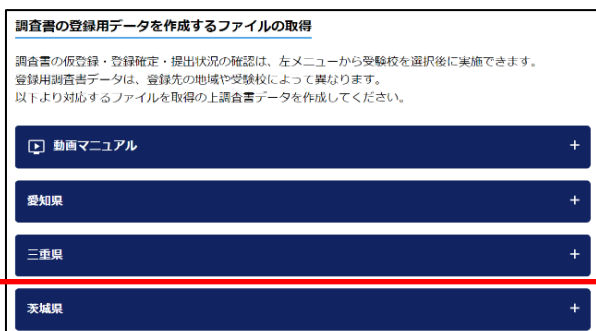 調査書の登録用データを作成するファイルの取得
調査書の仮登録・登録確定・提出状況の確認は、左メニューから受験校を選択後に実施できます。
登録用調査書データは、登録先の地域や受験校によって異なります。
以下より対応するファイルを取得の上調査書データを作成してください。
動画マニュアル +
愛知県 +
三重県 +
茨城県 +